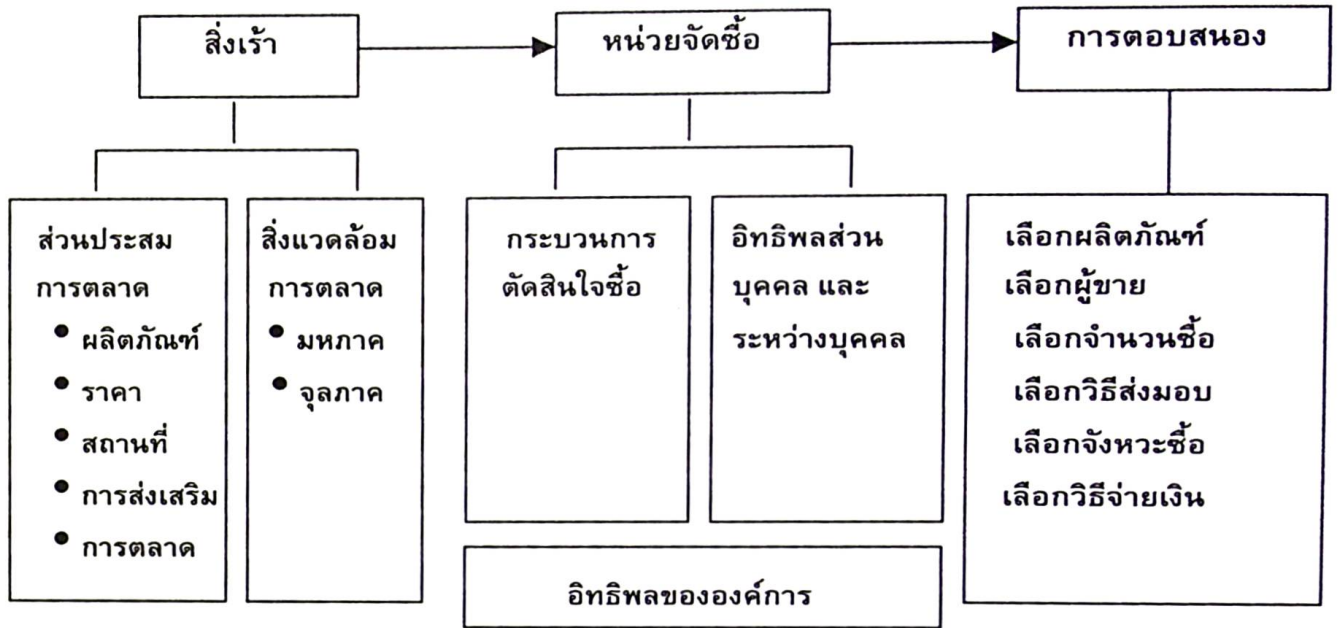 สิ่งเร้า
หน่วยจัดซื้อ
การตอบสนอง
ส่วนประสม
การตลาด
• ผลิตภัณฑ์
• ราคา
• สถานที่
• การส่งเสริม
• การตลาด
สิ่งแวดล้อม
การตลาด
• มหภาค
• จุลภาค
กระบวนการ
ตัดสินใจซื้อ
อิทธิพลส่วน
บุคคล และ
ระหว่างบุคคล
อิทธิพลขององค์การ
เลือกผลิตภัณฑ์
เลือกผู้ขาย
เลือกจำนวนซื้อ
เลือกวิธีส่งมอบ
เลือกจังหวะซื้อ
เลือกวิธีจ่ายเงิน